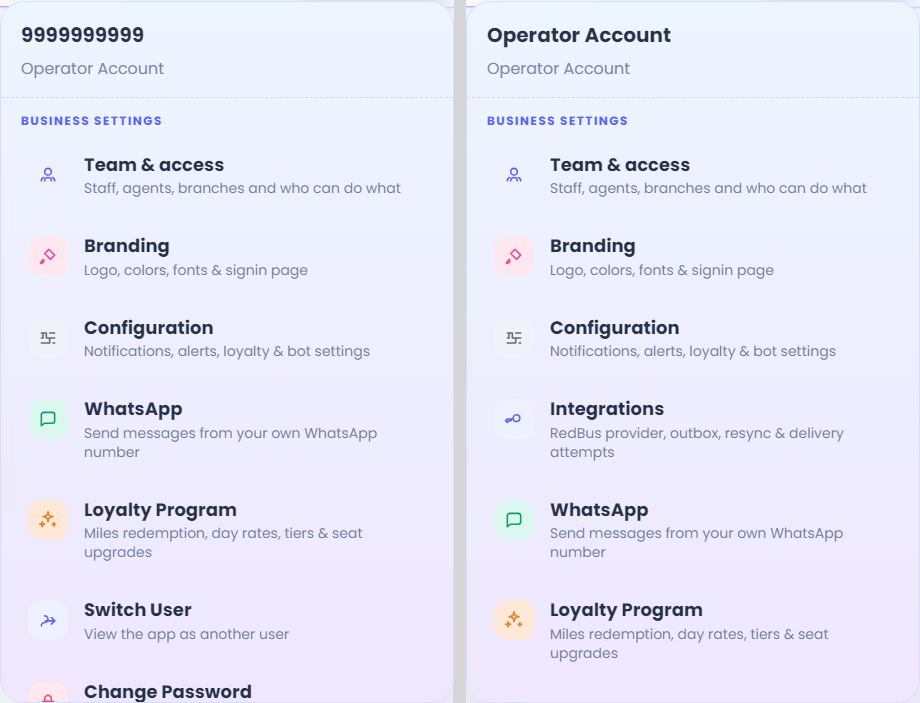 9999999999
Operator Account
BUSINESS SETTINGS
Team & access
Staff, agents, branches and who can do what
Branding
Logo, colors, fonts & signin page
Configuration
Notifications, alerts, loyalty & bot settings
WhatsApp
Send messages from your own WhatsApp
number
Loyalty Program
Miles redemption, day rates, tiers & seat
upgrades
Switch User
View the app as another user
Change Password
Operator Account
Operator Account
BUSINESS SETTINGS
Team & access
Staff, agents, branches and who can do what
Branding
Logo, colors, fonts & signin page
Configuration
Notifications, alerts, loyalty & bot settings
Integrations
RedBus provider, outbox, resync & delivery
attempts
WhatsApp
Send messages from your own WhatsApp
number
Loyalty Program
Miles redemption, day rates, tiers & seat
upgrades